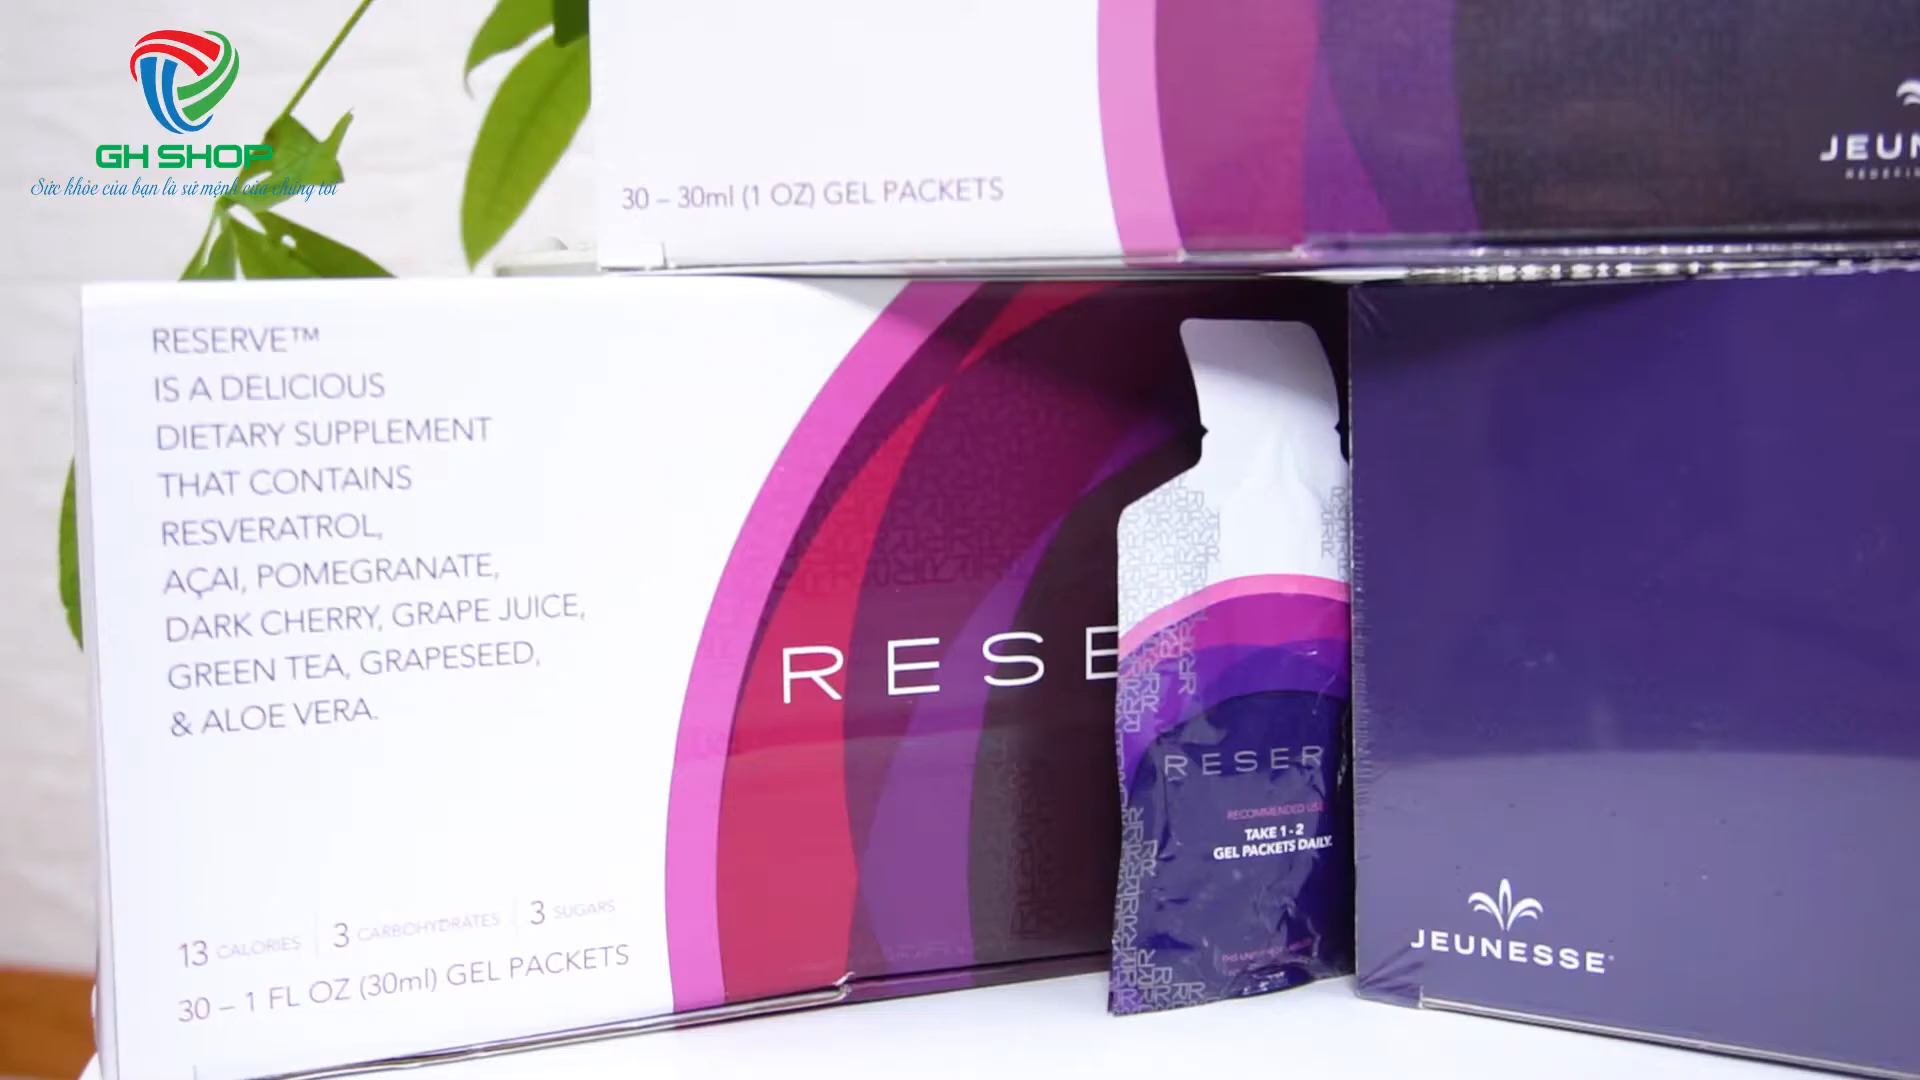 GH SHOP
Sức khỏe của bạn là sứ mệnh của chúng tôi
30 – 30ml (1 OZ) GEL PACKETS
JEUN
REDEFIN
RESERVE™
IS A DELICIOUS
DIETARY SUPPLEMENT
THAT CONTAINS
RESVERATROL,
AÇAI, POMEGRANATE,
DARK CHERRY, GRAPE JUICE,
GREEN TEA, GRAPESEED,
& ALOE VERA.
13 CALORIES 3 CARBOHYDRATES 3 SUGARS
30 – 1 FL OZ (30ml) GEL PACKETS
RESE
RESER
RECOMMENDED USE
TAKE 1 - 2
GEL PACKETS DAILY.
JEUNESSE